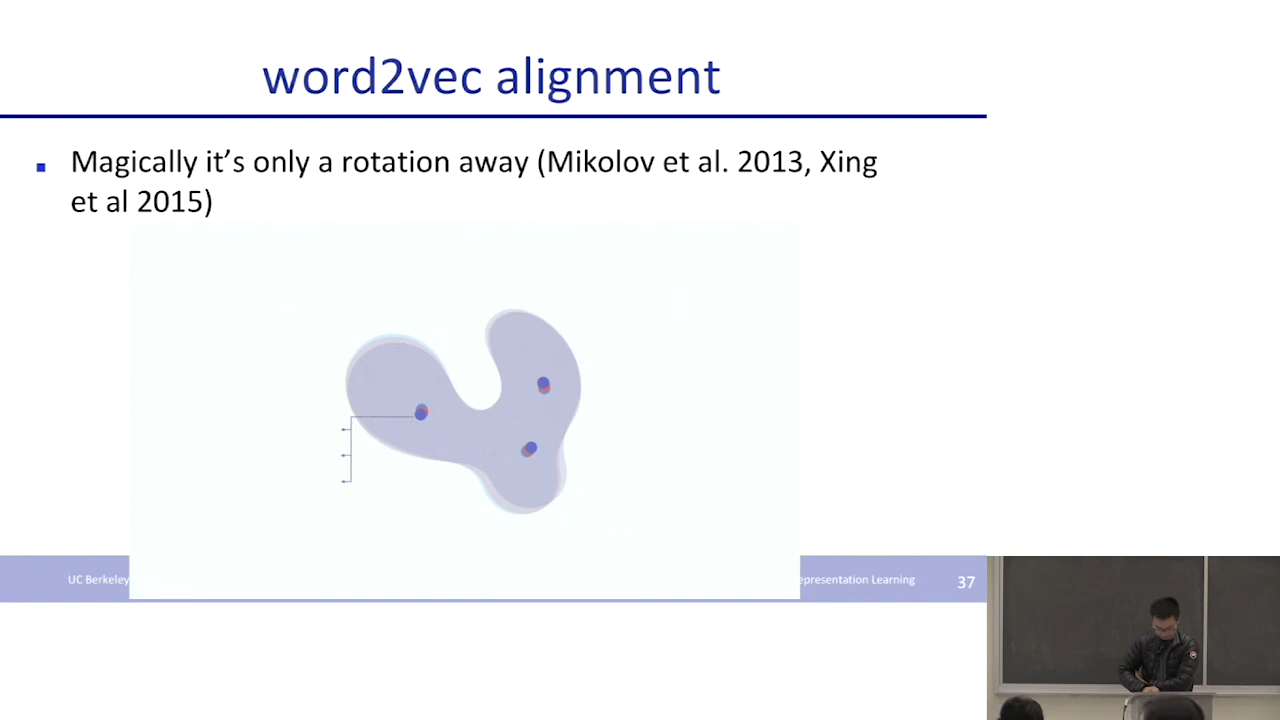 word2vec alignment
Magically it's only a rotation away (Mikolov et al. 2013, Xing
et al 2015)
UC Berkeley
epresentation Learning
37